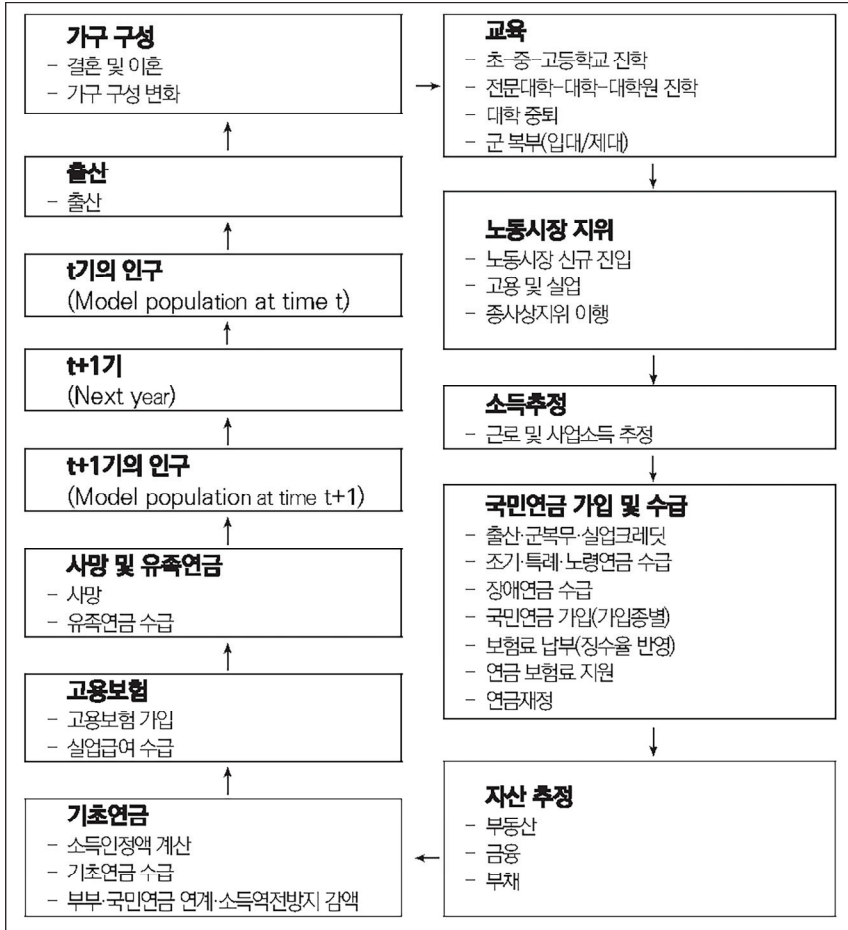 가구 구성
- 결혼 및 이혼
- 가구 구성 변화
출산
- 출산
t기의 인구
(Model population at time t)
t+1기
(Next year)
t+1기의 인구
(Model population at time t+1)
사망 및 유족연금
- 사망
- 유족연금 수급
고용보험
- 고용보험 가입
- 실업급여 수급
기초연금
- 소득인정액 계산
- 기초연금 수급
- 부부·국민연금 연계·소득역전방지 감액
교육
- 초-중-고등학교 진학
- 전문대학-대학-대학원 진학
- 대학 중퇴
- 군 복부(입대/제대)
노동시장 지위
- 노동시장 신규 진입
- 고용 및 실업
- 종사상지위 이행
소득추정
- 근로 및 사업소득 추정
국민연금 가입 및 수급
- 출산·군복무·실업크레딧
- 조기·특례·노령연금 수급
- 장애연금 수급
- 국민연금 가입(가입종별)
- 보험료 납부(징수율 반영)
- 연금 보험료 지원
- 연금재정
자산 추정
- 부동산
- 금융
- 부채